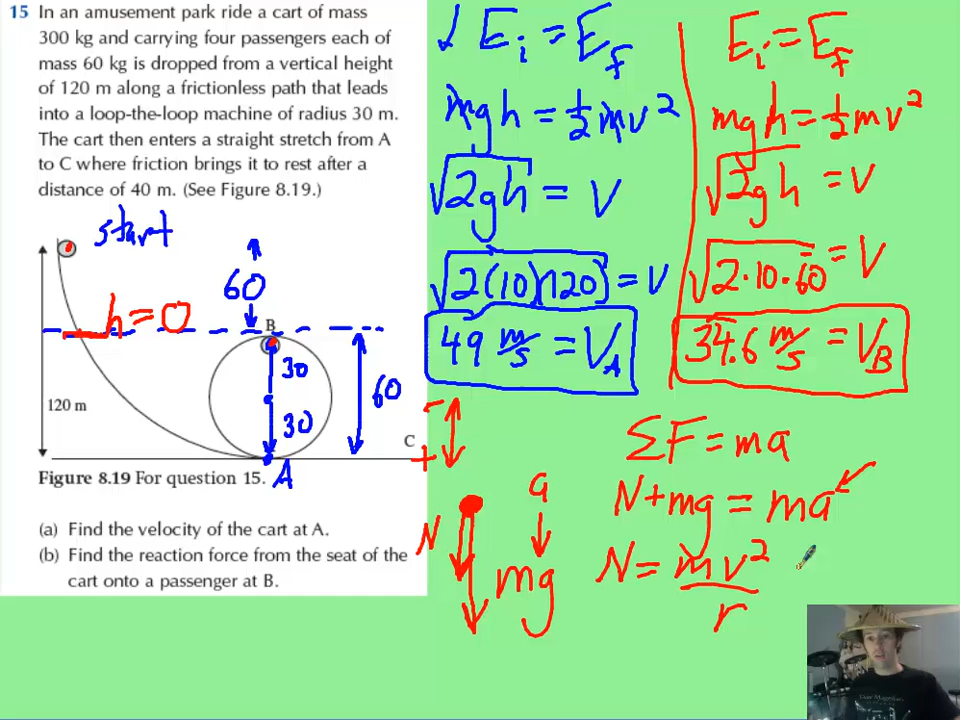 15 In an amusement park ride a cart of mass
300 kg and carrying four passengers each of
mass 60 kg is dropped from a vertical height
of 120 m along a frictionless path that leads
into a loop-the-loop machine of radius 30 m.
The cart then enters a straight stretch from A
to C where friction brings it to rest after a
distance of 40 m. (See Figure 8.19.)
start
60
h=0
B
30
30
60
120 m
C
A
Figure 8.19 For question 15.
(a) Find the velocity of the cart at A.
(b) Find the reaction force from the seat of the
cart onto a passenger at B.
√ Ei = Ef
mgh = ½mv²
√2gh = V
√2(10)(120) = V
49 m/s = VA
Ei = Ef
mgh = ½mv²
√2gh = V
√2·10·60 = V
34.6 m/s = VB
-
+
N
a
mg
ΣF = ma
N+mg = ma
N = mv²/r